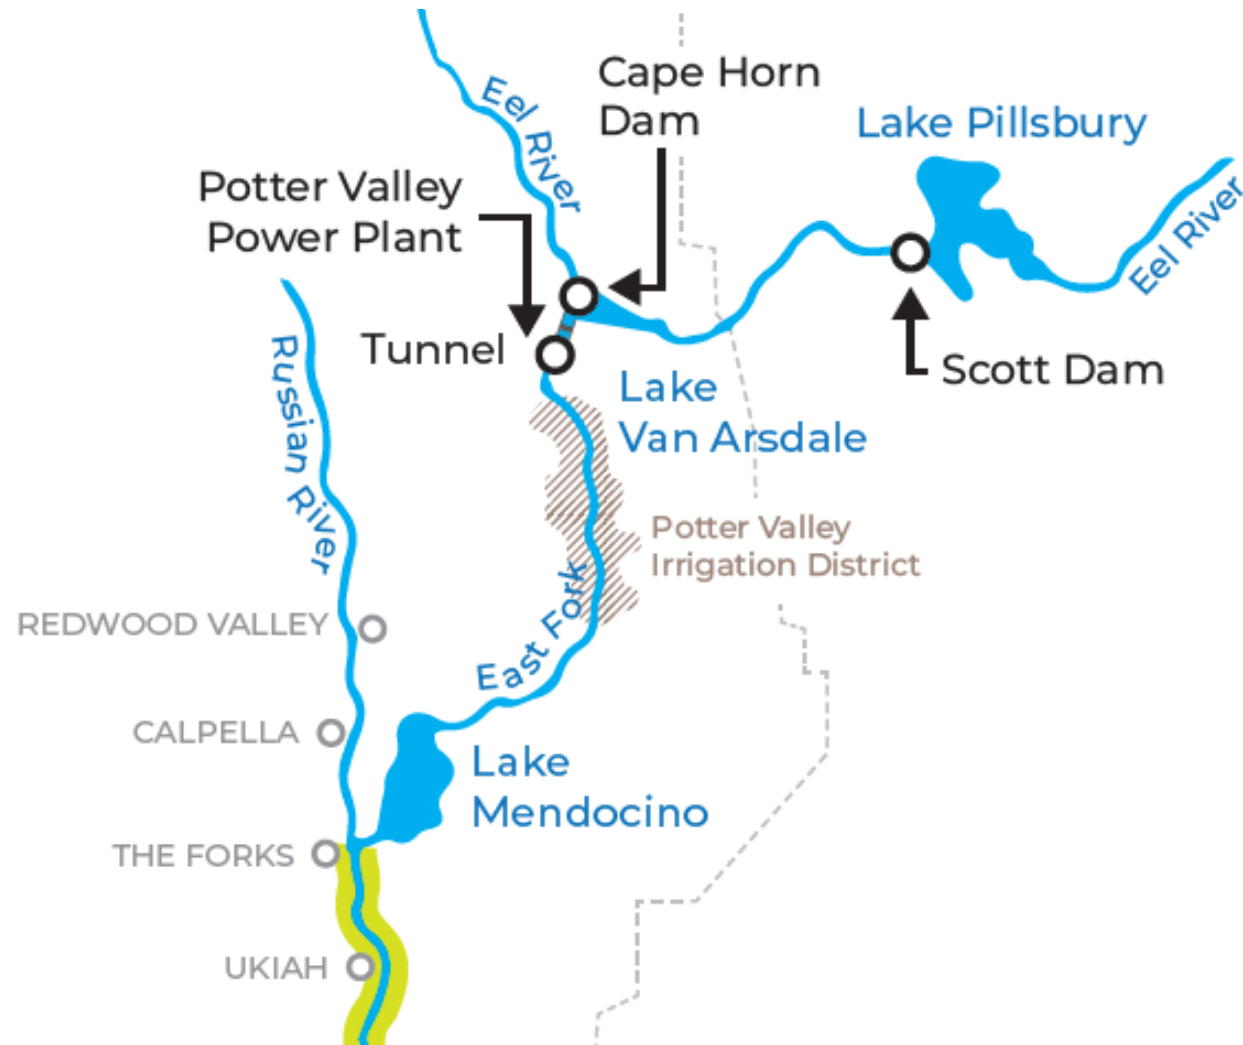 Cape Horn
Dam
Eel River
Lake Pillsbury
Eel River
Potter Valley
Power Plant
Tunnel
Scott Dam
Lake
Van Arsdale
Russian River
Potter Valley
Irrigation District
East Fork
REDWOOD VALLEY
CALPELLA
Lake
Mendocino
THE FORKS
UKIAH